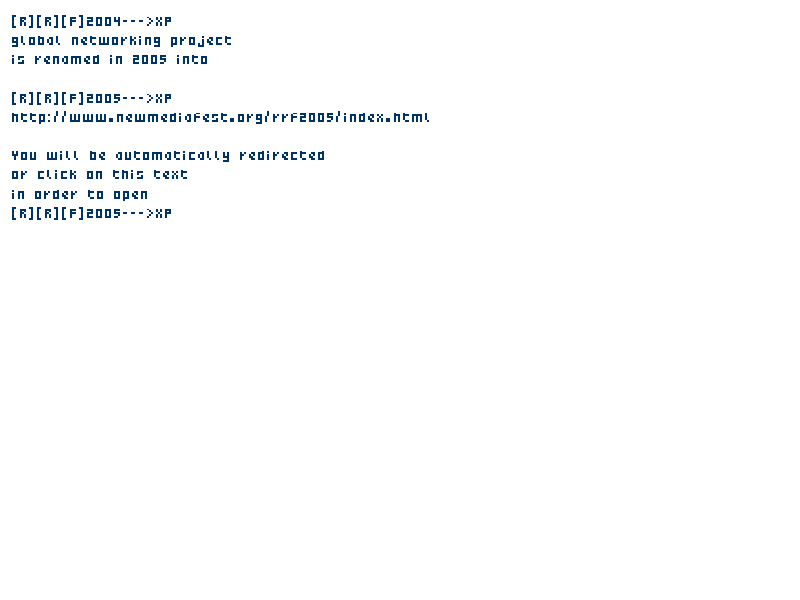 [R][R][F]2004--->XP
global networking project
is renamed in 2005 into
[R][R][F]2005--->XP
http://www.newmediafest.org/rrf2005/index.html
You will be automatically redirected
or click on this text
in order to open
[R][R][F]2005--->XP